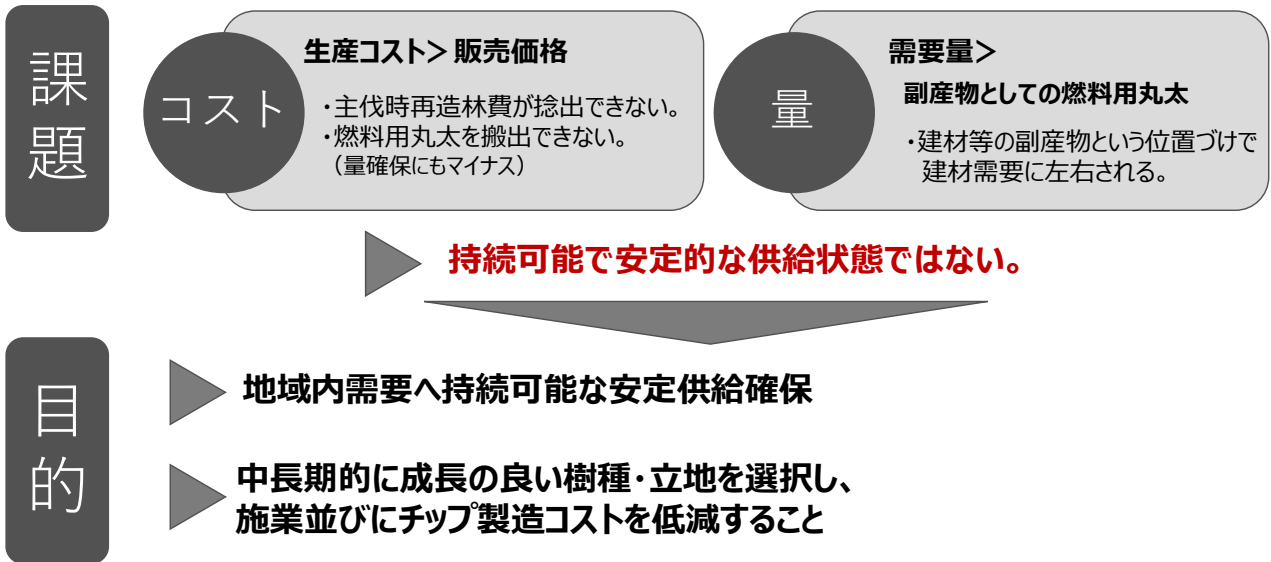 課題
コスト
生産コスト＞販売価格
・主伐時再造林費が捻出できない。
・燃料用丸太を搬出できない。
（量確保にもマイナス）
量
需要量＞
副産物としての燃料用丸太
・建材等の副産物という位置づけで
建材需要に左右される。
持続可能で安定的な供給状態ではない。
目的
地域内需要へ持続可能な安定供給確保
中長期的に成長の良い樹種・立地を選択し、
施業並びにチップ製造コストを低減すること